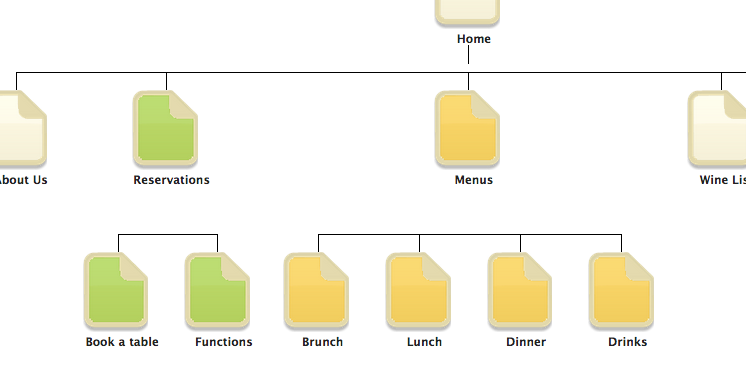 Home
About Us
Reservations
Menus
Wine Lis
Book a table
Functions
Brunch
Lunch
Dinner
Drinks